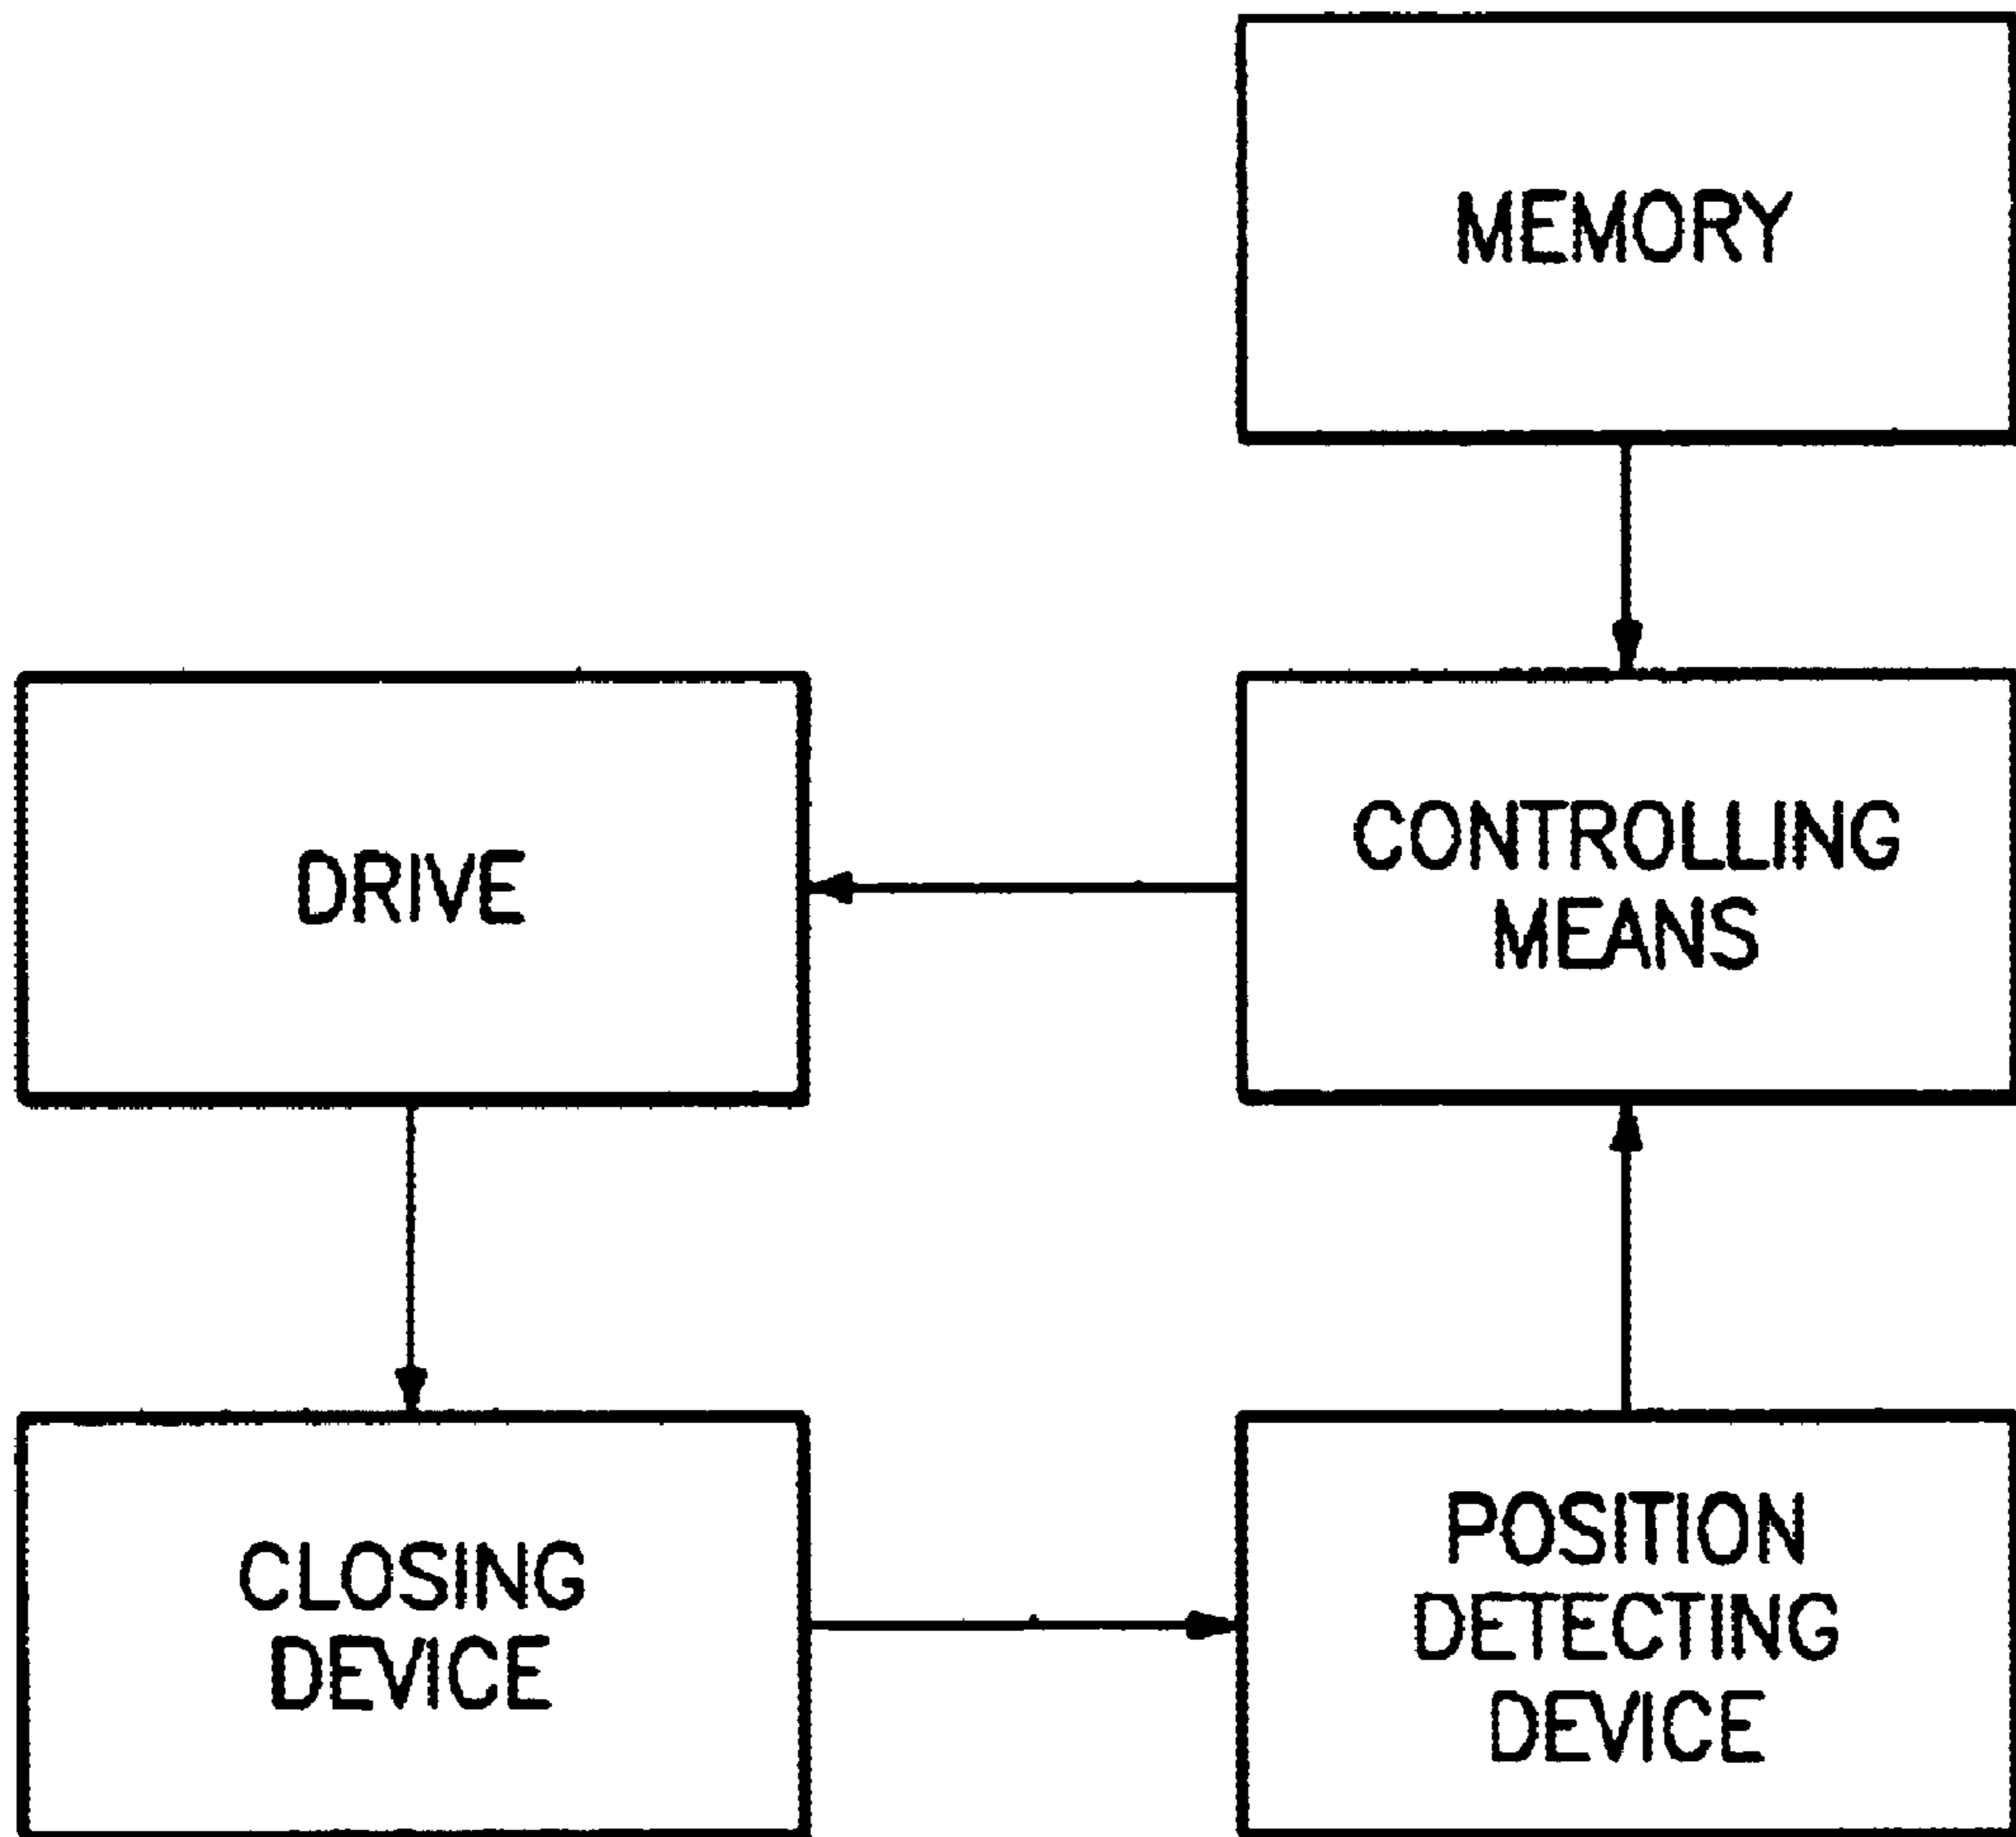 MEMORY
DRIVE
CONTROLLING
MEANS
CLOSING
DEVICE
POSITION
DETECTING
DEVICE